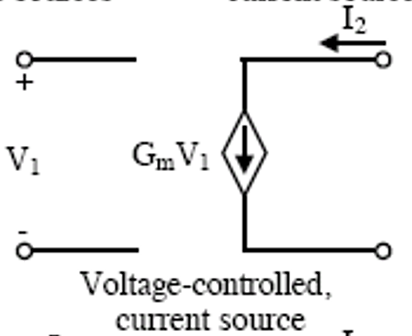 I₂
+
V₁
GₘV₁
-
Voltage-controlled,
current source